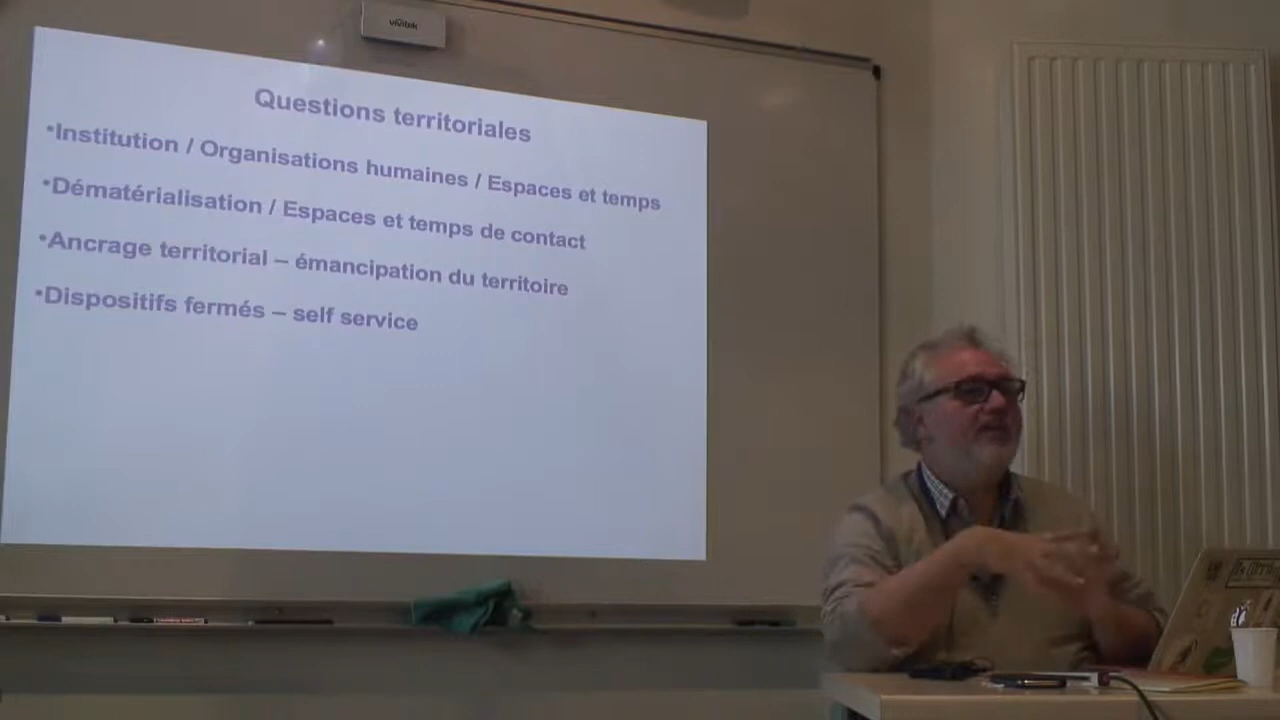 vivitek
Questions territoriales
•Institution / Organisations humaines / Espaces et temps
•Dématérialisation / Espaces et temps de contact
•Ancrage territorial – émancipation du territoire
•Dispositifs fermés – self service